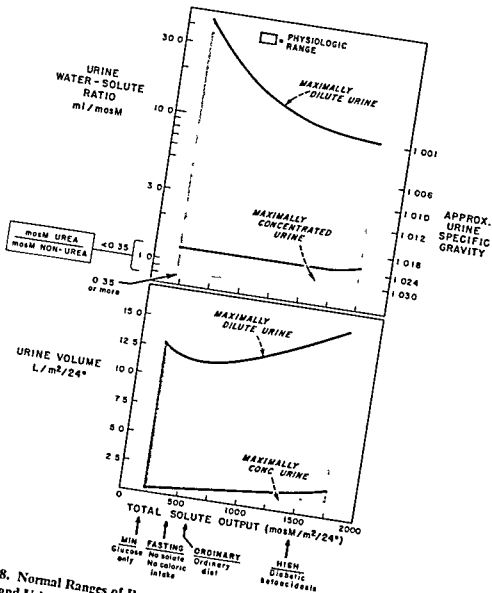 URINE
WATER-SOLUTE
RATIO
ml/mosM
30.0
10.0
3.0
1.0
= PHYSIOLOGIC
RANGE
MAXIMALLY
DILUTE URINE
MAXIMALLY
CONCENTRATED
URINE
1.001
1.006
1.010
1.012
1.018
1.024
1.030
APPROX.
URINE
SPECIFIC
GRAVITY
mosM UREA
mosM NON-UREA
<0.35
0.35
or more
URINE VOLUME
L/m²/24°
15.0
12.5
10.0
7.5
5.0
2.5
0
MAXIMALLY
DILUTE URINE
MAXIMALLY
CONC URINE
500
1000
1500
2000
TOTAL SOLUTE OUTPUT (mosM/m²/24°)
MIN
Glucose
only
FASTING
No solute
No caloric
intake
ORDINARY
Ordinary
diet
HIGH
Diabetic
ketoacidosis
8. Normal Ranges of
and